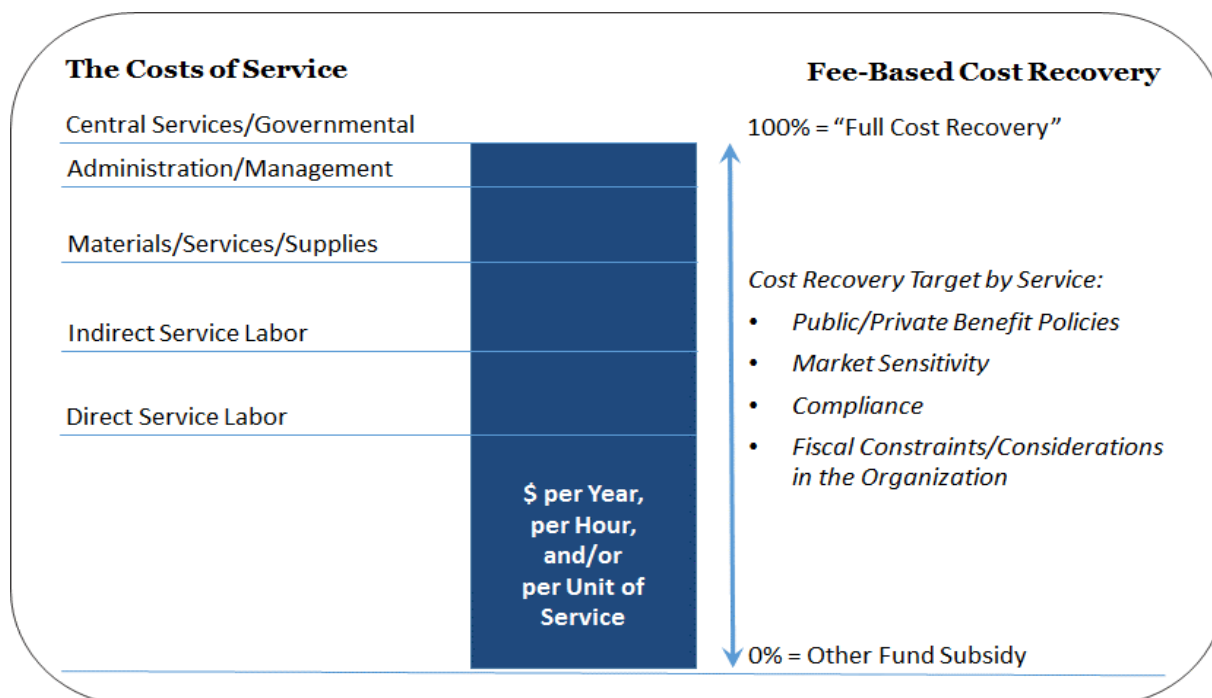 The Costs of Service
Central Services/Governmental
Administration/Management
Materials/Services/Supplies
Indirect Service Labor
Direct Service Labor
$ per Year,
per Hour,
and/or
per Unit of
Service
Fee-Based Cost Recovery
100% = “Full Cost Recovery”
Cost Recovery Target by Service:
• Public/Private Benefit Policies
• Market Sensitivity
• Compliance
• Fiscal Constraints/Considerations
in the Organization
0% = Other Fund Subsidy